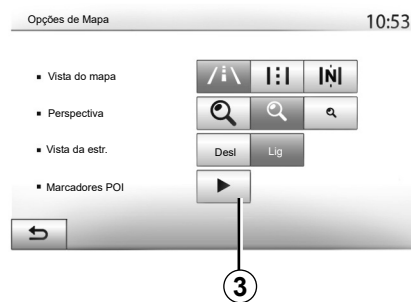 Opções de Mapa
10:53
Vista do mapa
N
Perspectiva
Vista da estr.
Desl
Lig
Marcadores POI
3